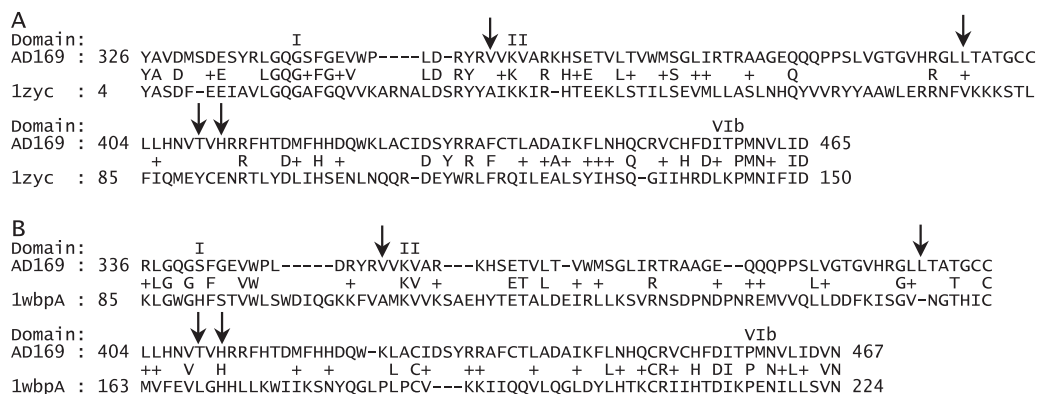 A
Domain: I II
AD169 : 326 YAVDMSDESYRLGQGSFGEVWP----LD-RYRVVKVARKHSETVLTVWMSGLIRTRAAGEQQQPPSLVGTGVHRGLLTATGCC
YA D +E LGQG+FG+V LD RY +K R H+E L+ +S ++ + + Q R +
1zyc : 4 YASDF-EEIAVLGQGAFGQVVKARNALDSRYYAIKKIR-HTEEKLSTILSEVMLLASLNHQYVVRYYAAWLERRNFVKKKSTL
AD169 : 404 LLHNVTVHRRFHTDMFHHDQWKLACIDSYRRAFCTLADAIKFLNHQCRVCHFDITPMNVLID 465
VIb
+ R D+ H + D Y R F + +A+ +++ Q + H D+ PMN+ ID
1zyc : 85 FIQMEYCENRTLYDLIHSENLNQQR-DEYWRLFRQILEALSYIHSQ-GIIHRDLKPMNIFID 150
B
Domain: I II
AD169 : 336 RLGQGSFGEVWPL-----DRYRVVKVAR---KHSETVLT-VWMSGLIRTRAAGE--QQQPPSLVGTGVHRGLLTATGCC
+LG G F VW + KV ET L + + R ++ L+ G+ T C
1wbpA : 85 KLGWGHFSTVWLSWDIQGKKFVAMKVVKSAEHYTETALDEIRLLKSVRNSDPNDPNREMVVQLLDDFKISGV-NGTHIC
Domain: VIb
AD169 : 404 LLHNVTVHRRFHTDMFHHDQW-KLACIDSYRRAFCTLADAIKFLNHQCRVCHFDITPMNVLIDVN 467
++ V H + L C+ + + + L+ +CR+ H DI P N+L+ VN
1wbpA : 163 MVFEVLGHHLLKWIIKSNYQGLPLPCV---KKIIQQVLQGLDYLHTKCRIIHTDIKPENILLSVN 224